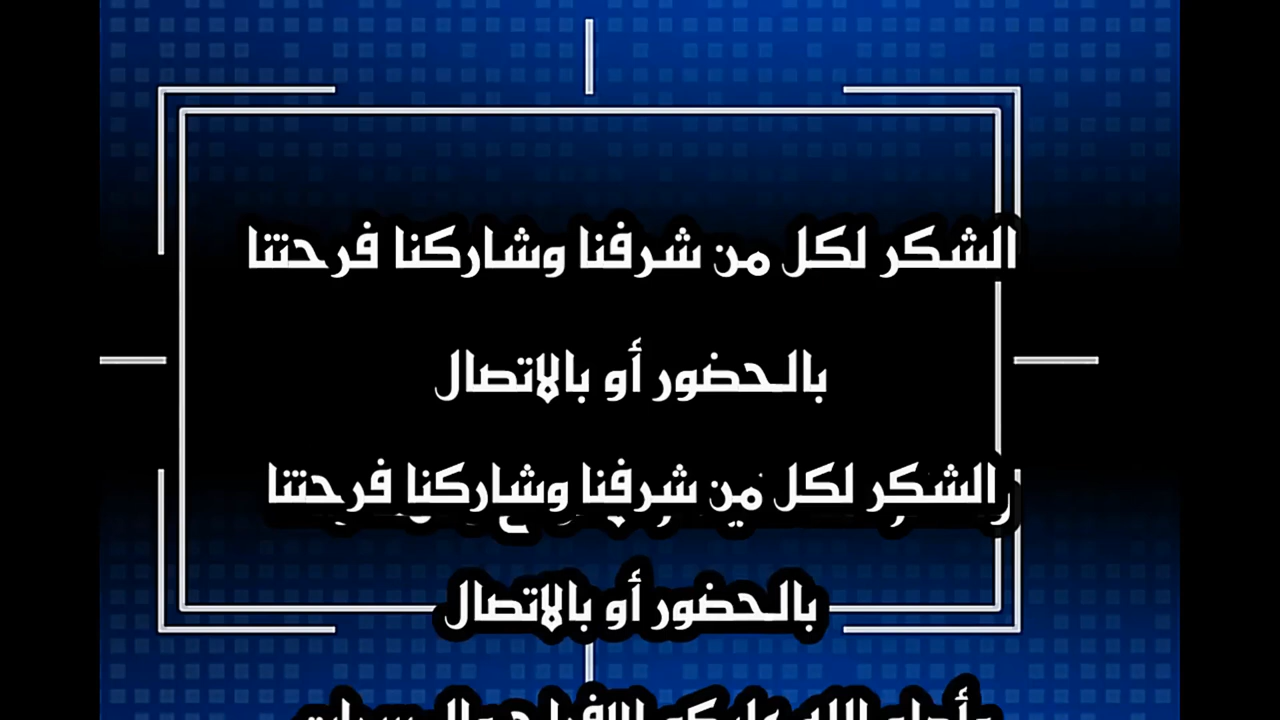 الشكر لكل من شرفنا وشاركنا فرحتنا
بالحضور أو بالاتصال
الشكر لكل من شرفنا وشاركنا فرحتنا
بالحضور أو بالاتصال